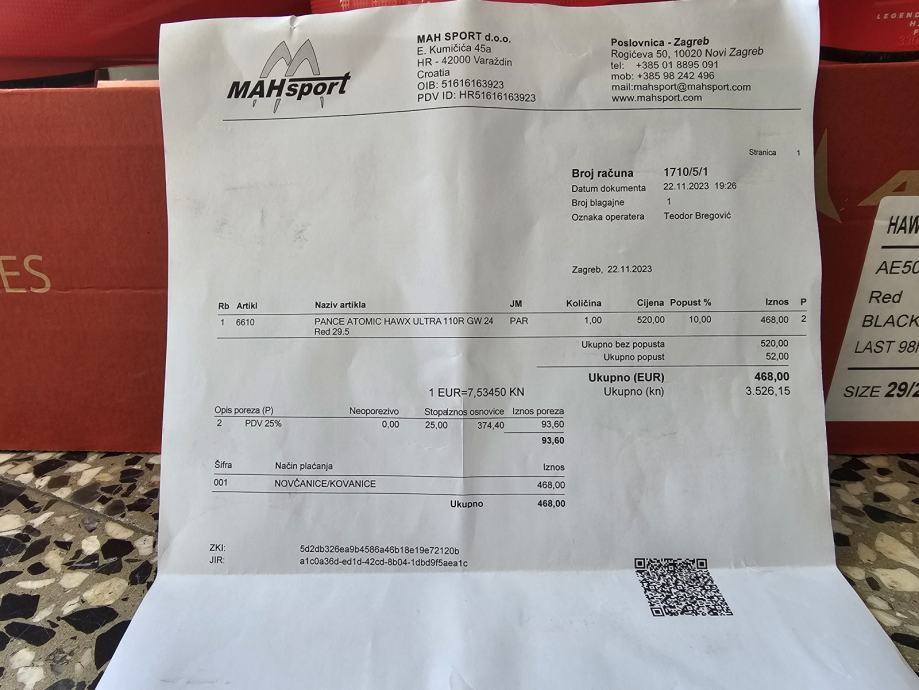 LEGEND
MAHsport
MAH SPORT d.o.o.
E. Kumičića 45a
HR - 42000 Varaždin
Croatia
OIB: 51616163923
PDV ID: HR51616163923
Poslovnica - Zagreb
Rogićeva 50, 10020 Novi Zagreb
tel: +385 01 8895 091
mob: +385 98 242 496
mail:mahsport@mahsport.com
www.mahsport.com
Stranica 1
Broj računa 1710/5/1
Datum dokumenta 22.11.2023 19:26
Broj blagajne 1
Oznaka operatera Teodor Bregović
Zagreb, 22.11.2023
Rb Artikl Naziv artikla JM Količina Cijena Popust % Iznos P
1 6610 PANCE ATOMIC HAWX ULTRA 110R GW 24 PAR 1,00 520,00 10,00 468,00 2
Red 29.5
Ukupno bez popusta 520,00
Ukupno popust 52,00
Ukupno (EUR) 468,00
1 EUR=7,53450 KN Ukupno (kn) 3.526,15
Opis poreza (P) Neoporezivo Stopa Iznos osnovice Iznos poreza
2 PDV 25% 0,00 25,00 374,40 93,60
93,60
Šifra Način plaćanja Iznos
001 NOVČANICE/KOVANICE 468,00
Ukupno 468,00
ZKI: 5d2db326ea9b4586a46b18e19e72120b
JIR: a1c0a36d-ed1d-42cd-8b04-1dbd9f5aea1c
ES
HAW
AE50
Red
BLACK
LAST 98
SIZE 29/2